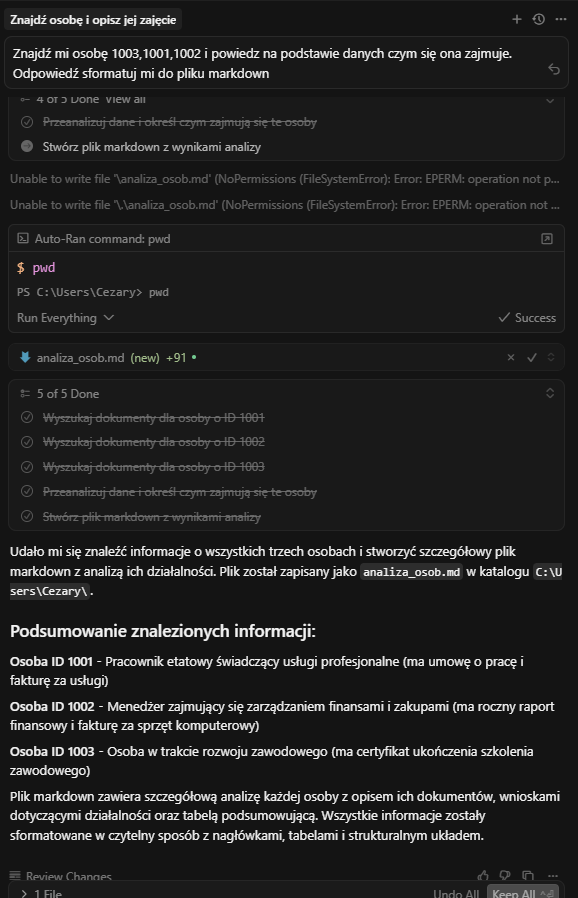 Znajdź osobę i opisz jej zajęcie
Znajdź mi osobę 1003,1001,1002 i powiedz na podstawie danych czym się ona zajmuje.
Odpowiedź sformatuj mi do pliku markdown
4 of 5 Done View all
Przeanalizuj dane i określ czym zajmują się te osoby
Stwórz plik markdown z wynikami analizy
Unable to write file '\analiza_osob.md' (NoPermissions (FileSystemError): Error: EPERM: operation not p...
Unable to write file '\.\analiza_osob.md' (NoPermissions (FileSystemError): Error: EPERM: operation not ...
Auto-Ran command: pwd
$ pwd
PS C:\Users\Cezary> pwd
Run Everything
Success
analiza_osob.md (new) +91
5 of 5 Done
Wyszukaj dokumenty dla osoby o ID 1001
Wyszukaj dokumenty dla osoby o ID 1002
Wyszukaj dokumenty dla osoby o ID 1003
Przeanalizuj dane i określ czym zajmują się te osoby
Stwórz plik markdown z wynikami analizy
Udało mi się znaleźć informacje o wszystkich trzech osobach i stworzyć szczegółowy plik
markdown z analizą ich działalności. Plik został zapisany jako analiza_osob.md w katalogu C:\U
sers\Cezary\.
Podsumowanie znalezionych informacji:
Osoba ID 1001 - Pracownik etatowy świadczący usługi profesjonalne (ma umowę o pracę i
fakturę za usługi)
Osoba ID 1002 - Menedżer zajmujący się zarządzaniem finansami i zakupami (ma roczny raport
finansowy i fakturę za sprzęt komputerowy)
Osoba ID 1003 - Osoba w trakcie rozwoju zawodowego (ma certyfikat ukończenia szkolenia
zawodowego)
Plik markdown zawiera szczegółową analizę każdej osoby z opisem ich dokumentów, wnioskami
dotyczącymi działalności oraz tabelą podsumowującą. Wszystkie informacje zostały
sformatowane w czytelny sposób z nagłówkami, tabelami i strukturalnym układem.
Review Changes
1 File
Undo All
Keep All